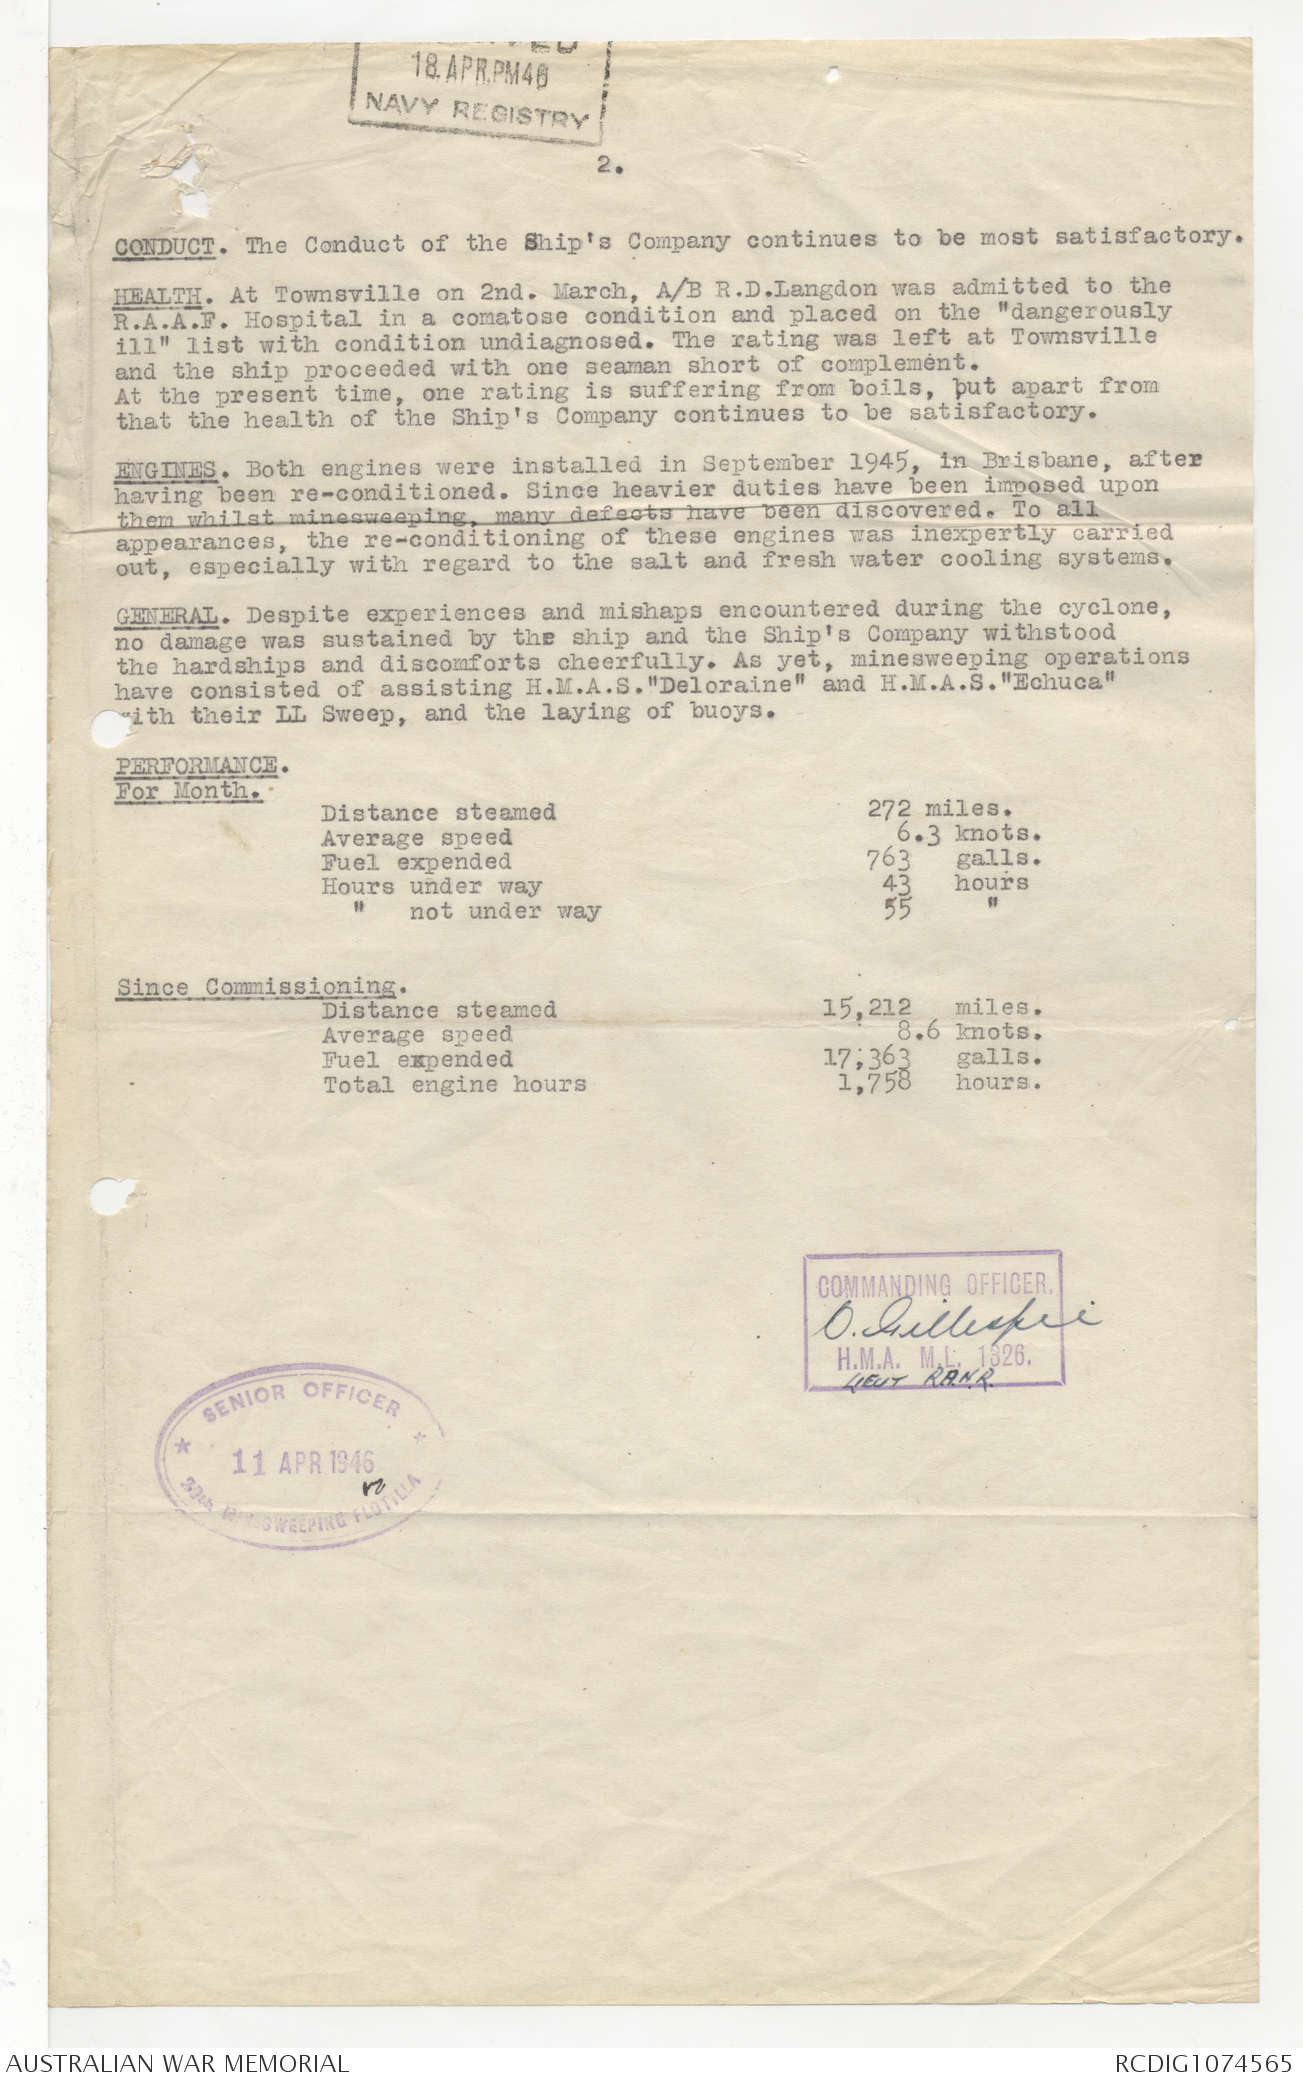 18.APR.PM46
NAVY REGISTRY
2.
CONDUCT. The Conduct of the Ship's Company continues to be most satisfactory.
HEALTH. At Townsville on 2nd. March, A/B R.D.Langdon was admitted to the
R.A.A.F. Hospital in a comatose condition and placed on the "dangerously
ill" list with condition undiagnosed. The rating was left at Townsville
and the ship proceeded with one seaman short of complement.
At the present time, one rating is suffering from boils, but apart from
that the health of the Ship's Company continues to be satisfactory.
ENGINES. Both engines were installed in September 1945, in Brisbane, after
having been re-conditioned. Since heavier duties have been imposed upon
them whilst minesweeping, many defects have been discovered. To all
appearances, the re-conditioning of these engines was inexpertly carried
out, especially with regard to the salt and fresh water cooling systems.
GENERAL. Despite experiences and mishaps encountered during the cyclone,
no damage was sustained by the ship and the Ship's Company withstood
the hardships and discomforts cheerfully. As yet, minesweeping operations
have consisted of assisting H.M.A.S."Deloraine" and H.M.A.S."Echuca"
with their LL Sweep, and the laying of buoys.
PERFORMANCE.
For Month.
Distance steamed 272 miles.
Average speed 6.3 knots.
Fuel expended 763 galls.
Hours under way 43 hours
" not under way 55 "
Since Commissioning.
Distance steamed 15,212 miles.
Average speed 8.6 knots.
Fuel expended 17,363 galls.
Total engine hours 1,758 hours.
COMMANDING OFFICER.
O. Gillespie
H.M.A. M.L. 1326.
LIEUT R.A.N.R.
SENIOR OFFICER
11 APR 1946
SWEEPING FLOTILLA
AUSTRALIAN WAR MEMORIAL
RCDIG1074565